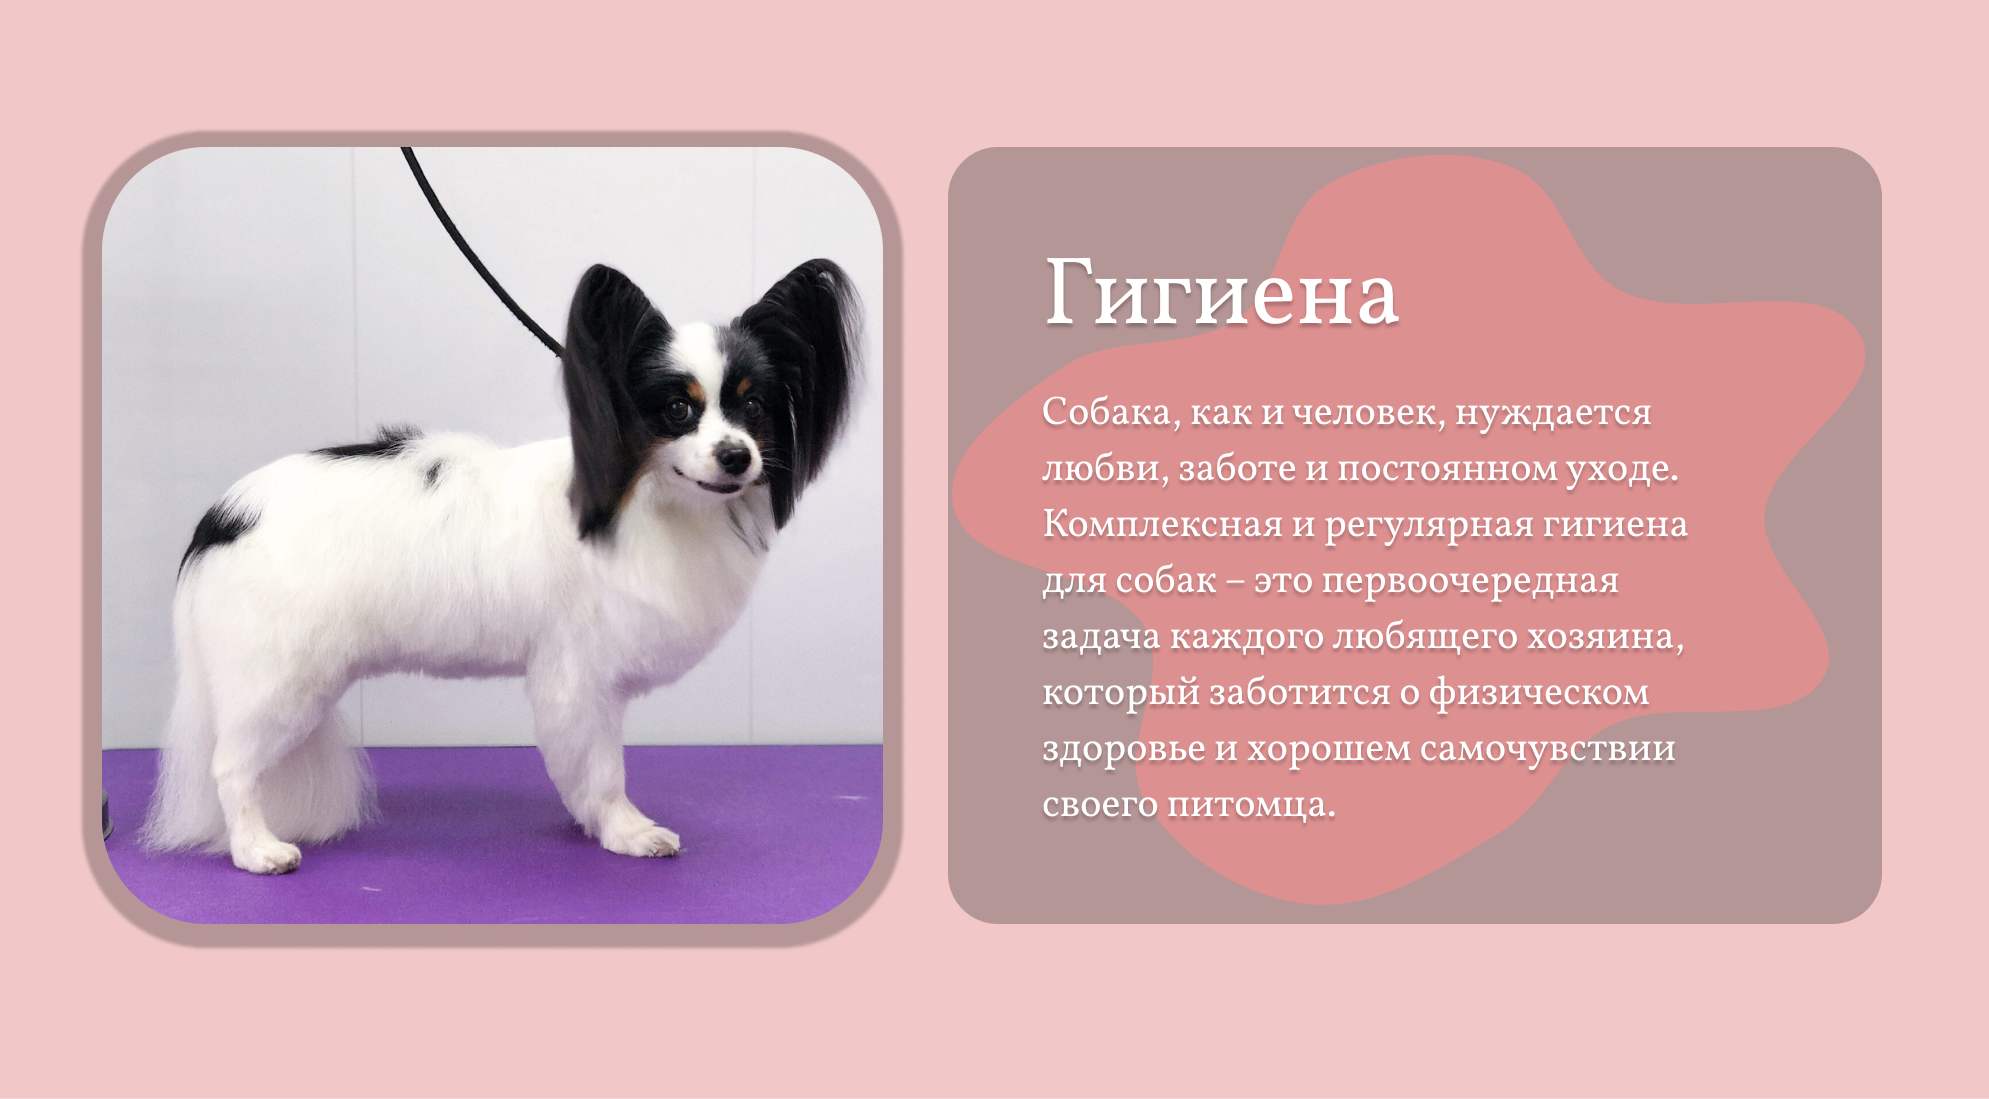 Гигиена
Собака, как и человек, нуждается
любви, заботе и постоянном уходе.
Комплексная и регулярная гигиена
для собак – это первоочередная
задача каждого любящего хозяина,
который заботится о физическом
здоровье и хорошем самочувствии
своего питомца.